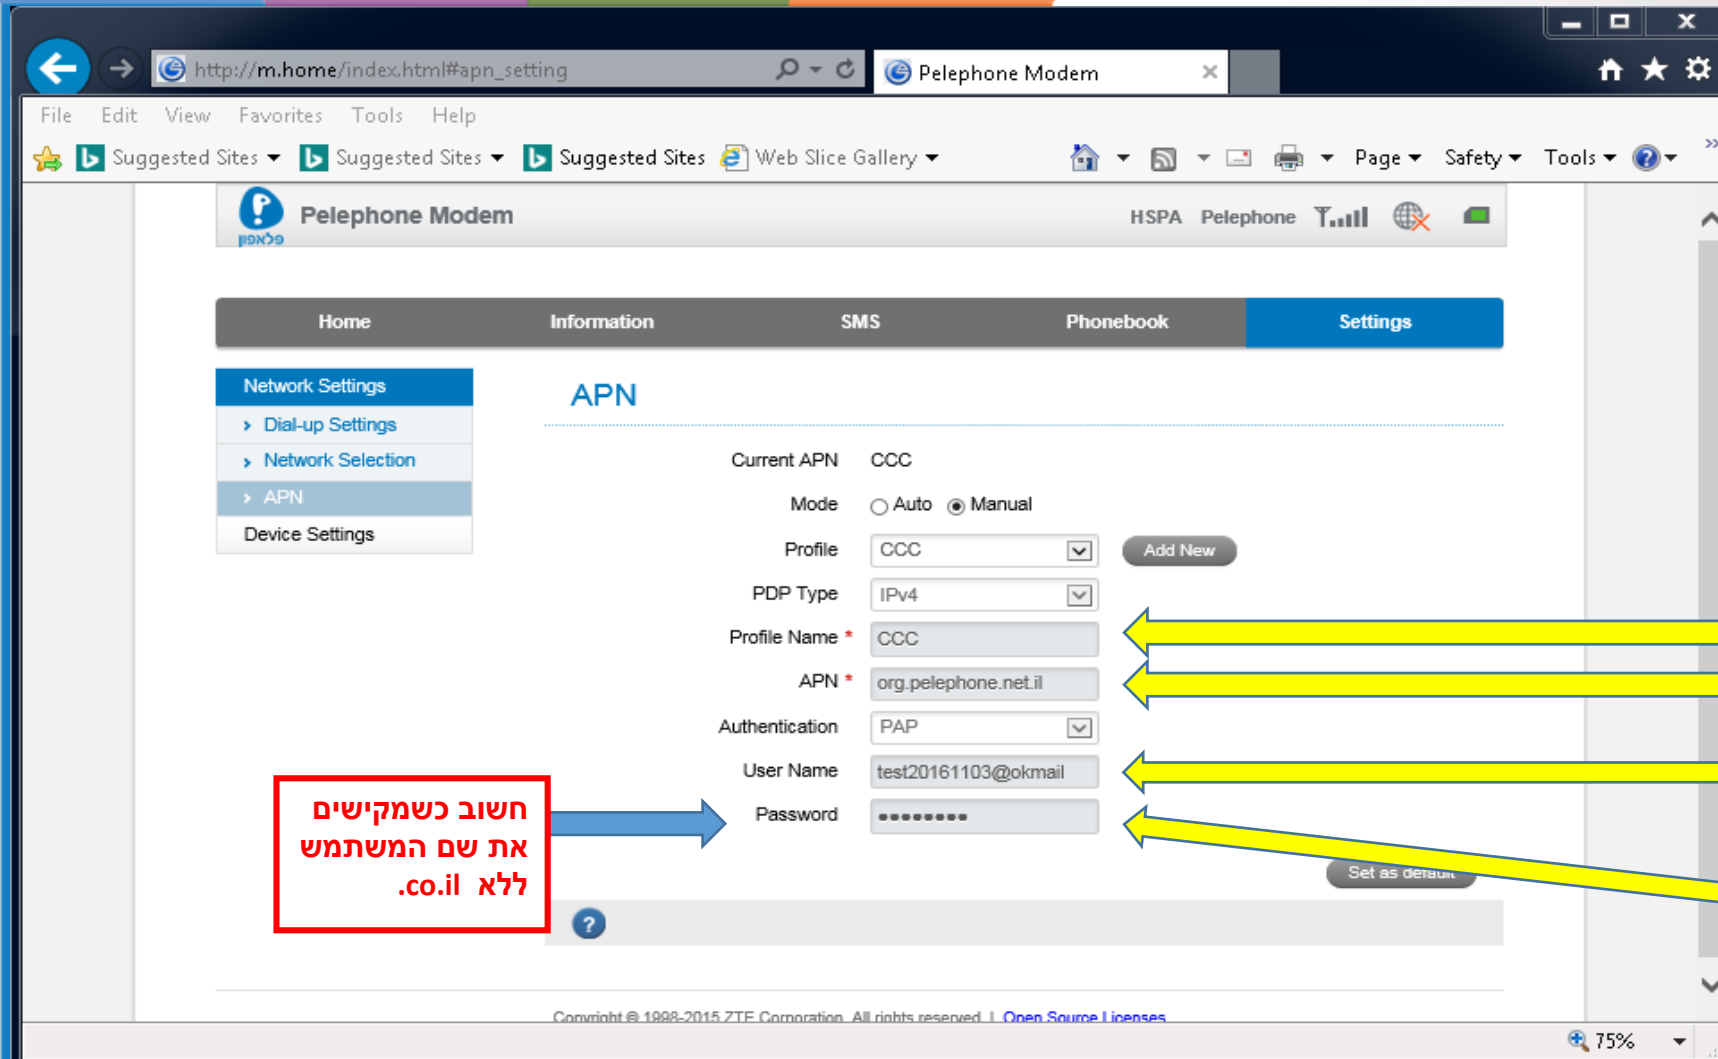 http://m.home/index.html#apn_setting
Pelephone Modem
File Edit View Favorites Tools Help
Suggested Sites Suggested Sites Suggested Sites Web Slice Gallery Page Safety Tools
פלאפון
Pelephone Modem
HSPA Pelephone
Home Information SMS Phonebook Settings
Network Settings
Dial-up Settings
Network Selection
APN
Device Settings
APN
Current APN CCC
Mode Auto Manual
Profile CCC Add New
PDP Type IPv4
Profile Name * CCC
APN * org.pelephone.net.il
Authentication PAP
User Name test20161103@okmail
Password ••••••••
Set as default
חשוב כשמקישים
את שם המשתמש
ללא co.il.
?
Copyright © 1998-2015 ZTE Corporation. All rights reserved | Open Source Licenses
75%